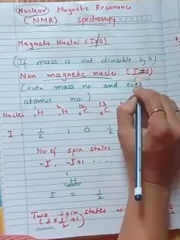 (Nuclear Magnetic Resonance
(NMR) Spectroscopy
Magnetic Nuclei (I≠0)
(If mass is not divisible by 4)
Non magnetic nuclei (I=0)
(even mass no and even
atomic no.)
¹H ²H ¹²C ¹³C
I: 1/2 1 0 1/2
No of spin states
-I, -I+1 .....
¹H
I = 1/2
Two spin states